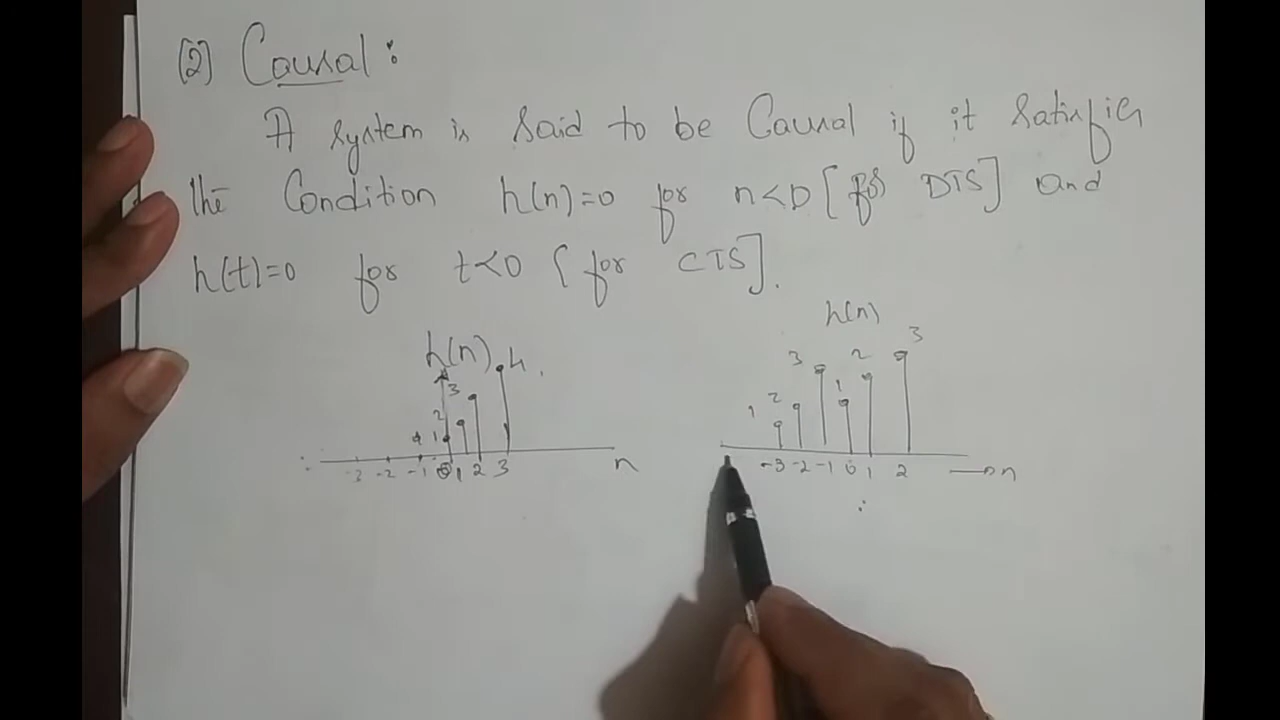 (2) Causal :
A system is said to be Causal if it satisfies
the Condition h(n)=0 for n<0 [for DTS] and
h(t)=0 for t<0 [for CTS].
h(n)
4
3
2
1
-3 -2 -1 0 1 2 3 n
h(n)
1 2 3 1 2 3
-3 -2 -1 0 1 2 n